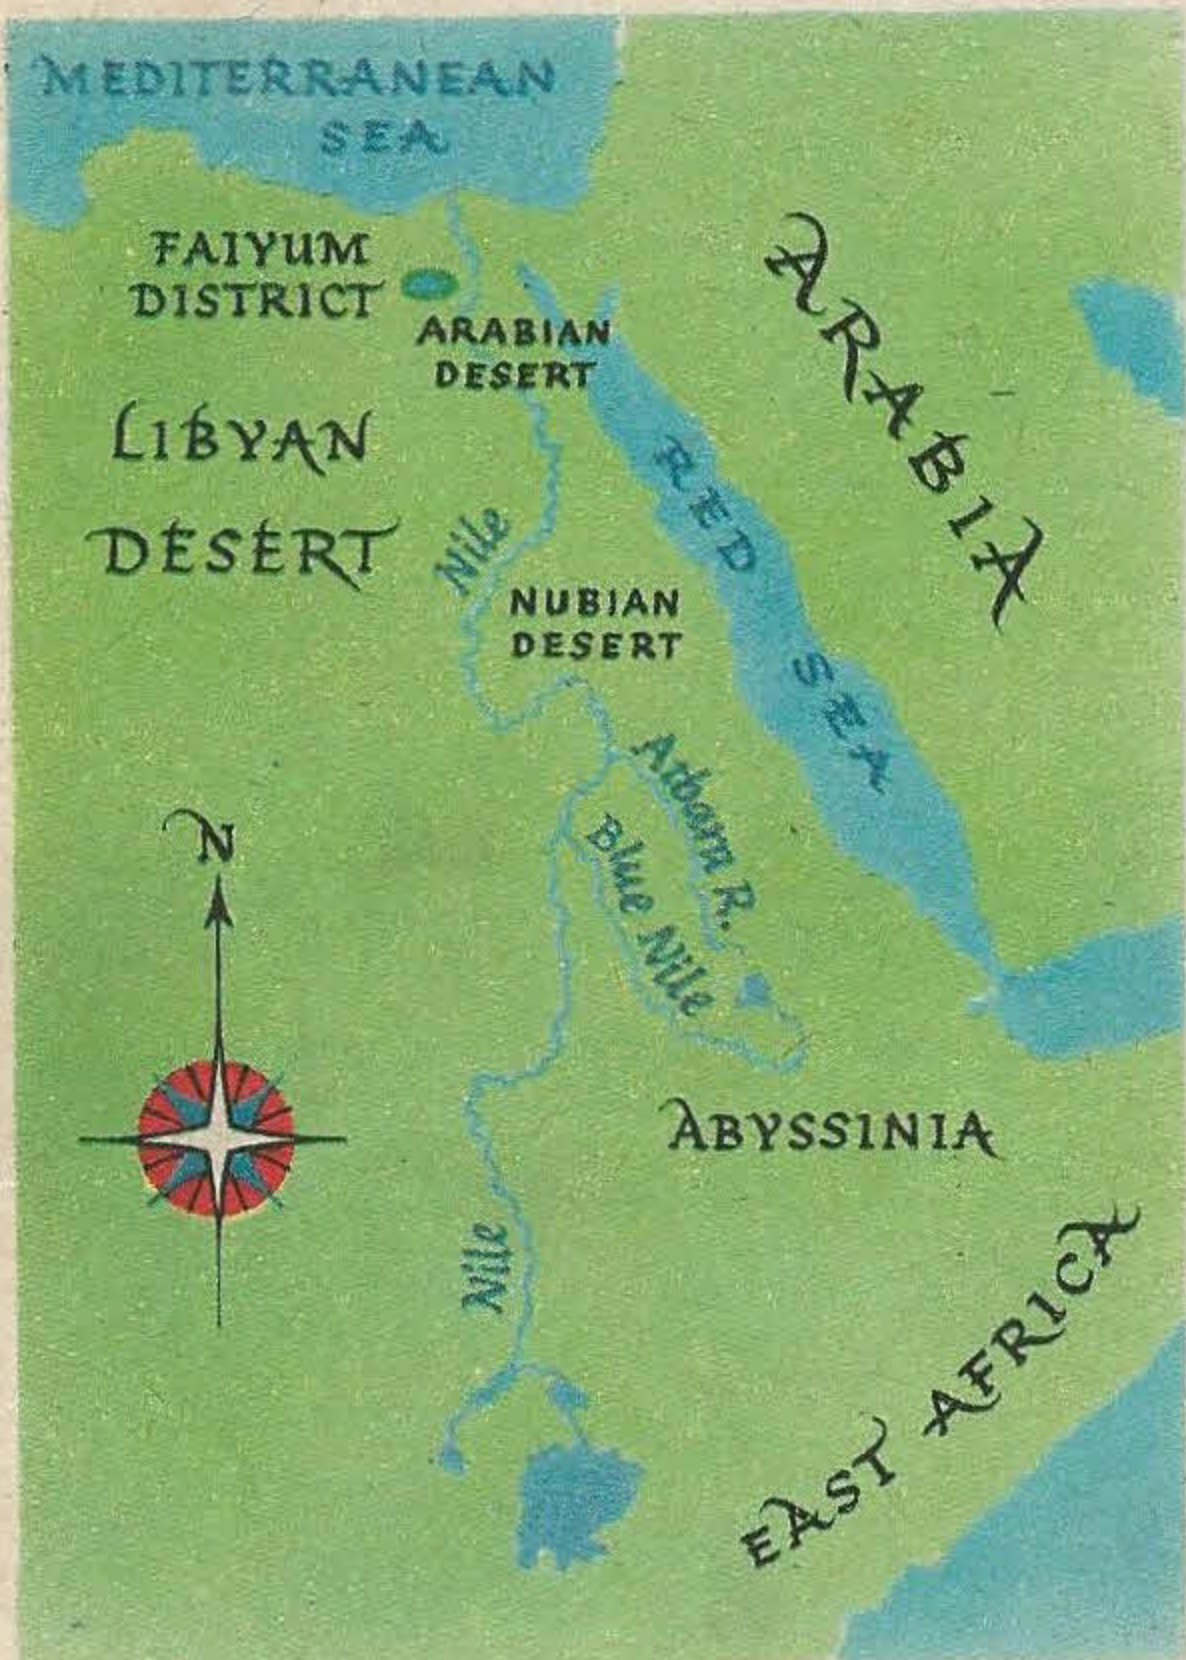 MEDITERRANEAN
SEA
FAIYUM
DISTRICT
ARABIAN
DESERT
ARABIA
LIBYAN
DESERT
RED SEA
Nile
NUBIAN
DESERT
Atbara R.
Blue Nile
N
ABYSSINIA
Nile
EAST AFRICA